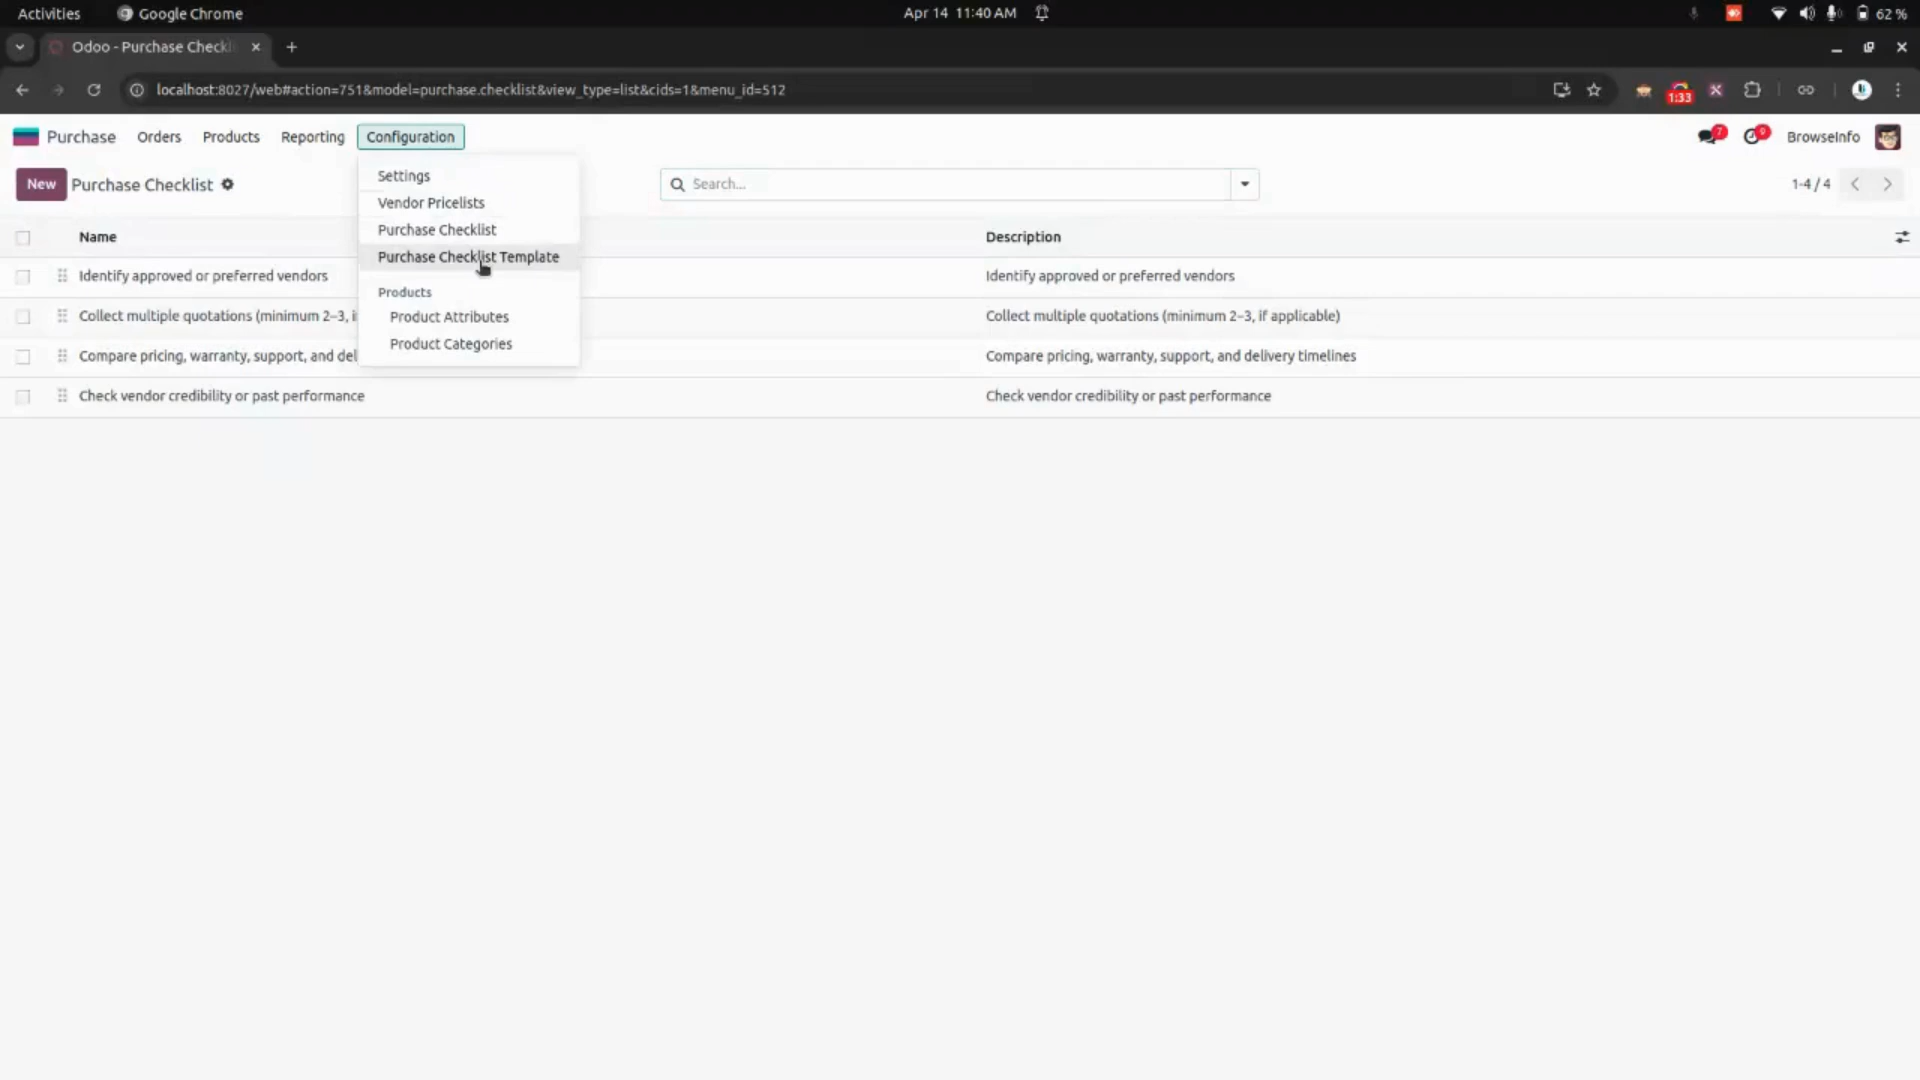 Activities Google Chrome Apr 14 11:40 AM 62 %
Odoo - Purchase Checkli
localhost:8027/web#action=751&model=purchase.checklist&view_type=list&cids=1&menu_id=512 1:33
Purchase Orders Products Reporting Configuration 7 9 BrowseInfo
New Purchase Checklist Search... 1-4 / 4
Settings
Vendor Pricelists
Purchase Checklist
Purchase Checklist Template
Products
Product Attributes
Product Categories
Name Description
Identify approved or preferred vendors Identify approved or preferred vendors
Collect multiple quotations (minimum 2–3, i Collect multiple quotations (minimum 2–3, if applicable)
Compare pricing, warranty, support, and del Compare pricing, warranty, support, and delivery timelines
Check vendor credibility or past performance Check vendor credibility or past performance